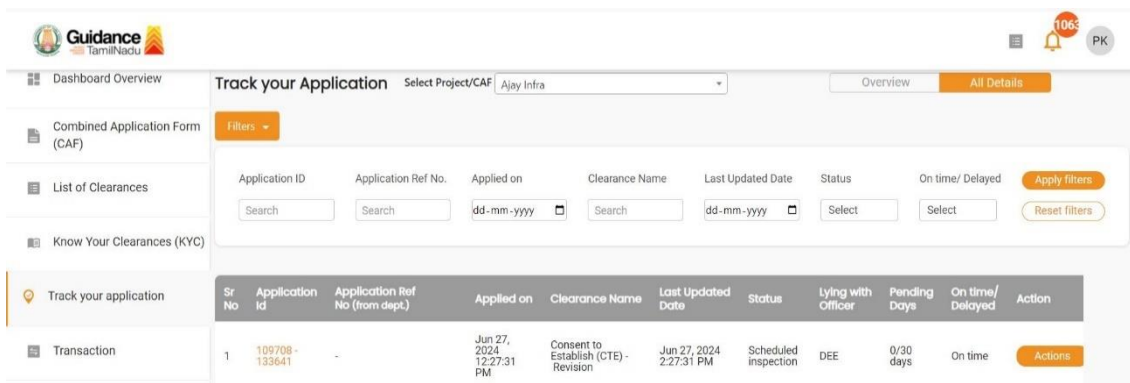 Guidance
TamilNadu
1063
PK
Dashboard Overview
Track your Application
Select Project/CAF
Ajay Infra
Overview
All Details
Combined Application Form
(CAF)
Filters
List of Clearances
Application ID
Application Ref No.
Applied on
Clearance Name
Last Updated Date
Status
On time/ Delayed
Apply filters
Search
Search
dd-mm-yyyy
Search
dd-mm-yyyy
Select
Select
Reset filters
Know Your Clearances (KYC)
Track your application
Sr
No
Application
Id
Application Ref
No (from dept.)
Applied on
Clearance Name
Last Updated
Date
Status
Lying with
Officer
Pending
Days
On time/
Delayed
Action
Transaction
1
109708 -
133641
-
Jun 27,
2024
12:27:31
PM
Consent to
Establish (CTE) -
Revision
Jun 27, 2024
2:27:31 PM
Scheduled
inspection
DEE
0/30
days
On time
Actions